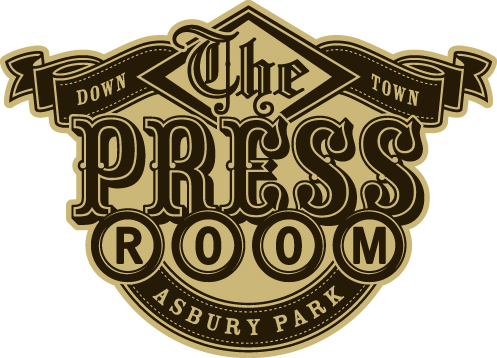 The
DOWN TOWN
PRESS
ROOM
ASBURY PARK